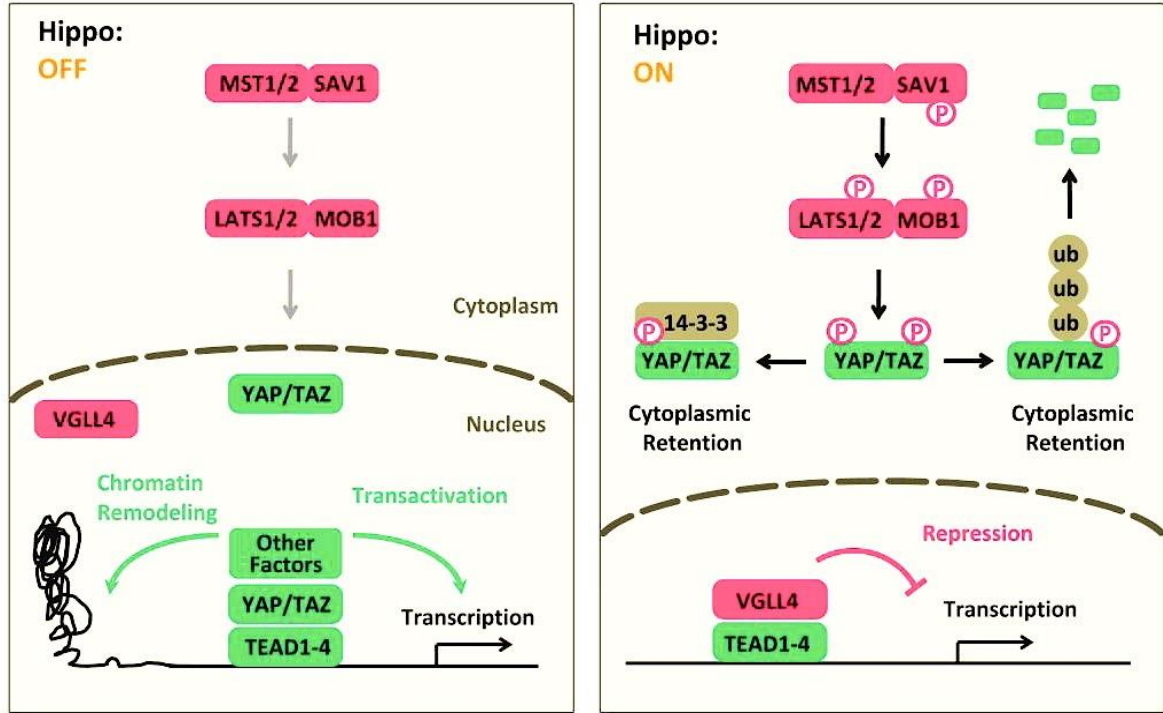 Hippo:
OFF
MST1/2 SAV1
LATS1/2 MOB1
Cytoplasm
YAP/TAZ
Nucleus
VGLL4
Chromatin
Remodeling
Transactivation
Other
Factors
YAP/TAZ
TEAD1-4
Transcription
Hippo:
ON
MST1/2 SAV1
P
P P
LATS1/2 MOB1
P 14-3-3
YAP/TAZ
Cytoplasmic
Retention
P P
YAP/TAZ
ub
ub
ub
P
YAP/TAZ
Cytoplasmic
Retention
Repression
VGLL4
TEAD1-4
Transcription